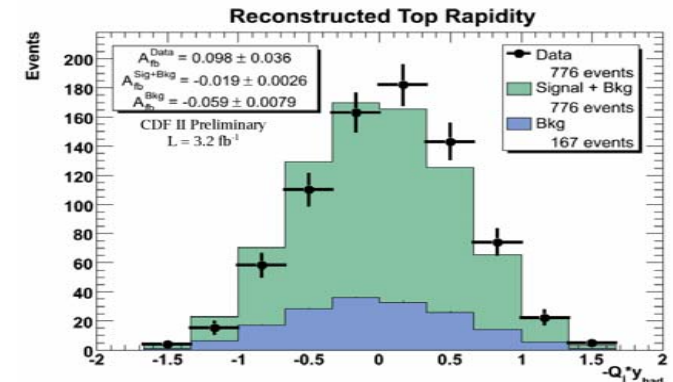 Reconstructed Top Rapidity
Events
A_fb^Data = 0.098 ± 0.036
A_fb^Sig+Bkg = -0.019 ± 0.0026
A_fb^Bkg = -0.059 ± 0.0079
CDF II Preliminary
L = 3.2 fb⁻¹
Data
776 events
Signal + Bkg
776 events
Bkg
167 events
200
180
160
140
120
100
80
60
40
20
0
-2 -1.5 -1 -0.5 0 0.5 1 1.5 2
-Q_l*y_had